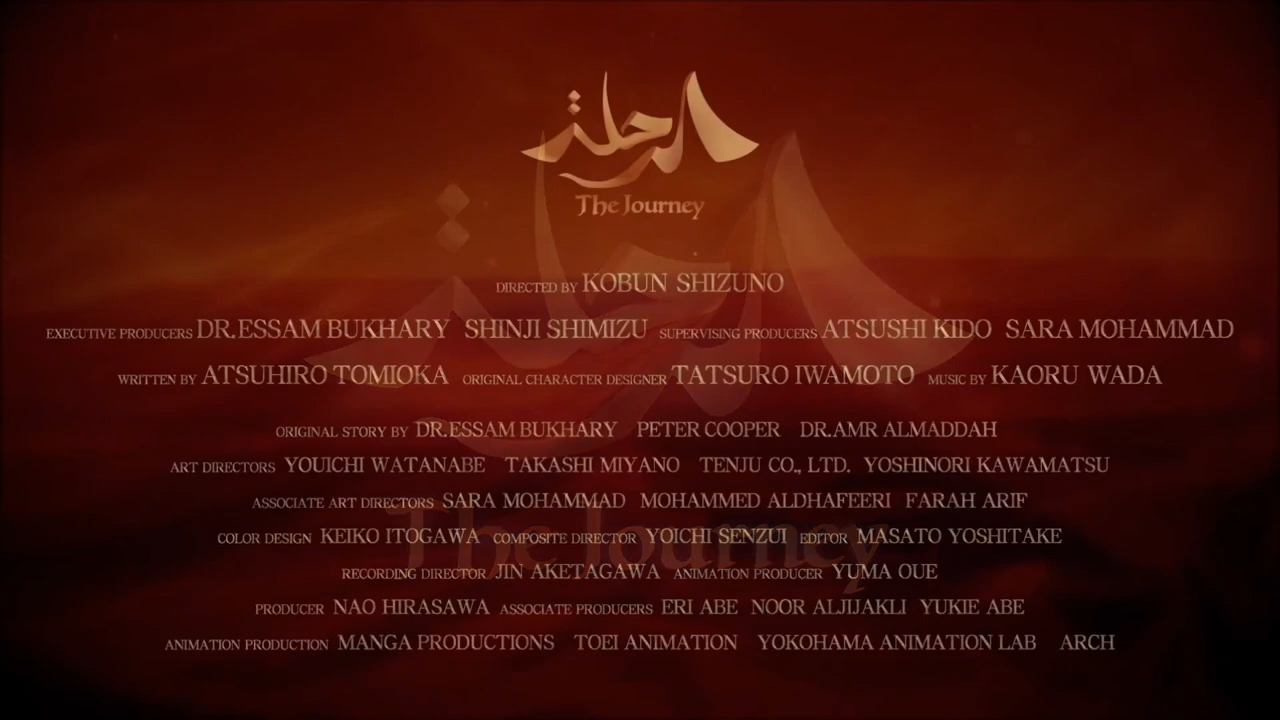 الرحلة
The Journey
DIRECTED BY KOBUN SHIZUNO
EXECUTIVE PRODUCERS DR.ESSAM BUKHARY SHINJI SHIMIZU SUPERVISING PRODUCERS ATSUSHI KIDO SARA MOHAMMAD
WRITTEN BY ATSUHIRO TOMIOKA ORIGINAL CHARACTER DESIGNER TATSURO IWAMOTO MUSIC BY KAORU WADA
ORIGINAL STORY BY DR.ESSAM BUKHARY PETER COOPER DR.AMR ALMADDAH
ART DIRECTORS YOUICHI WATANABE TAKASHI MIYANO TENJU CO., LTD. YOSHINORI KAWAMATSU
ASSOCIATE ART DIRECTORS SARA MOHAMMAD MOHAMMED ALDHAFEERI FARAH ARIF
COLOR DESIGN KEIKO ITOGAWA COMPOSITE DIRECTOR YOICHI SENZUI EDITOR MASATO YOSHITAKE
RECORDING DIRECTOR JIN AKETAGAWA ANIMATION PRODUCER YUMA OUE
PRODUCER NAO HIRASAWA ASSOCIATE PRODUCERS ERI ABE NOOR ALJIJAKLI YUKIE ABE
ANIMATION PRODUCTION MANGA PRODUCTIONS TOEI ANIMATION YOKOHAMA ANIMATION LAB ARCH
الرحلة
The Journey